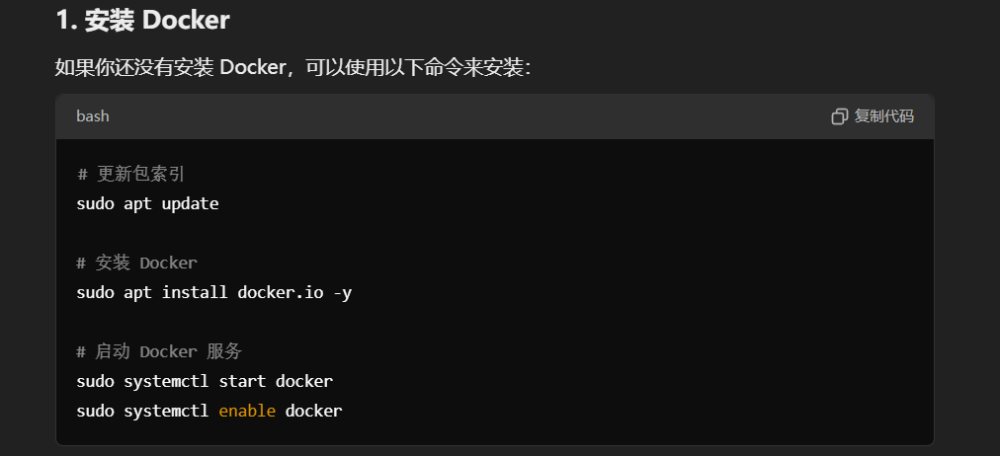 1. 安装 Docker
如果你还没有安装 Docker，可以使用以下命令来安装：
bash
复制代码
# 更新包索引
sudo apt update
# 安装 Docker
sudo apt install docker.io -y
# 启动 Docker 服务
sudo systemctl start docker
sudo systemctl enable docker